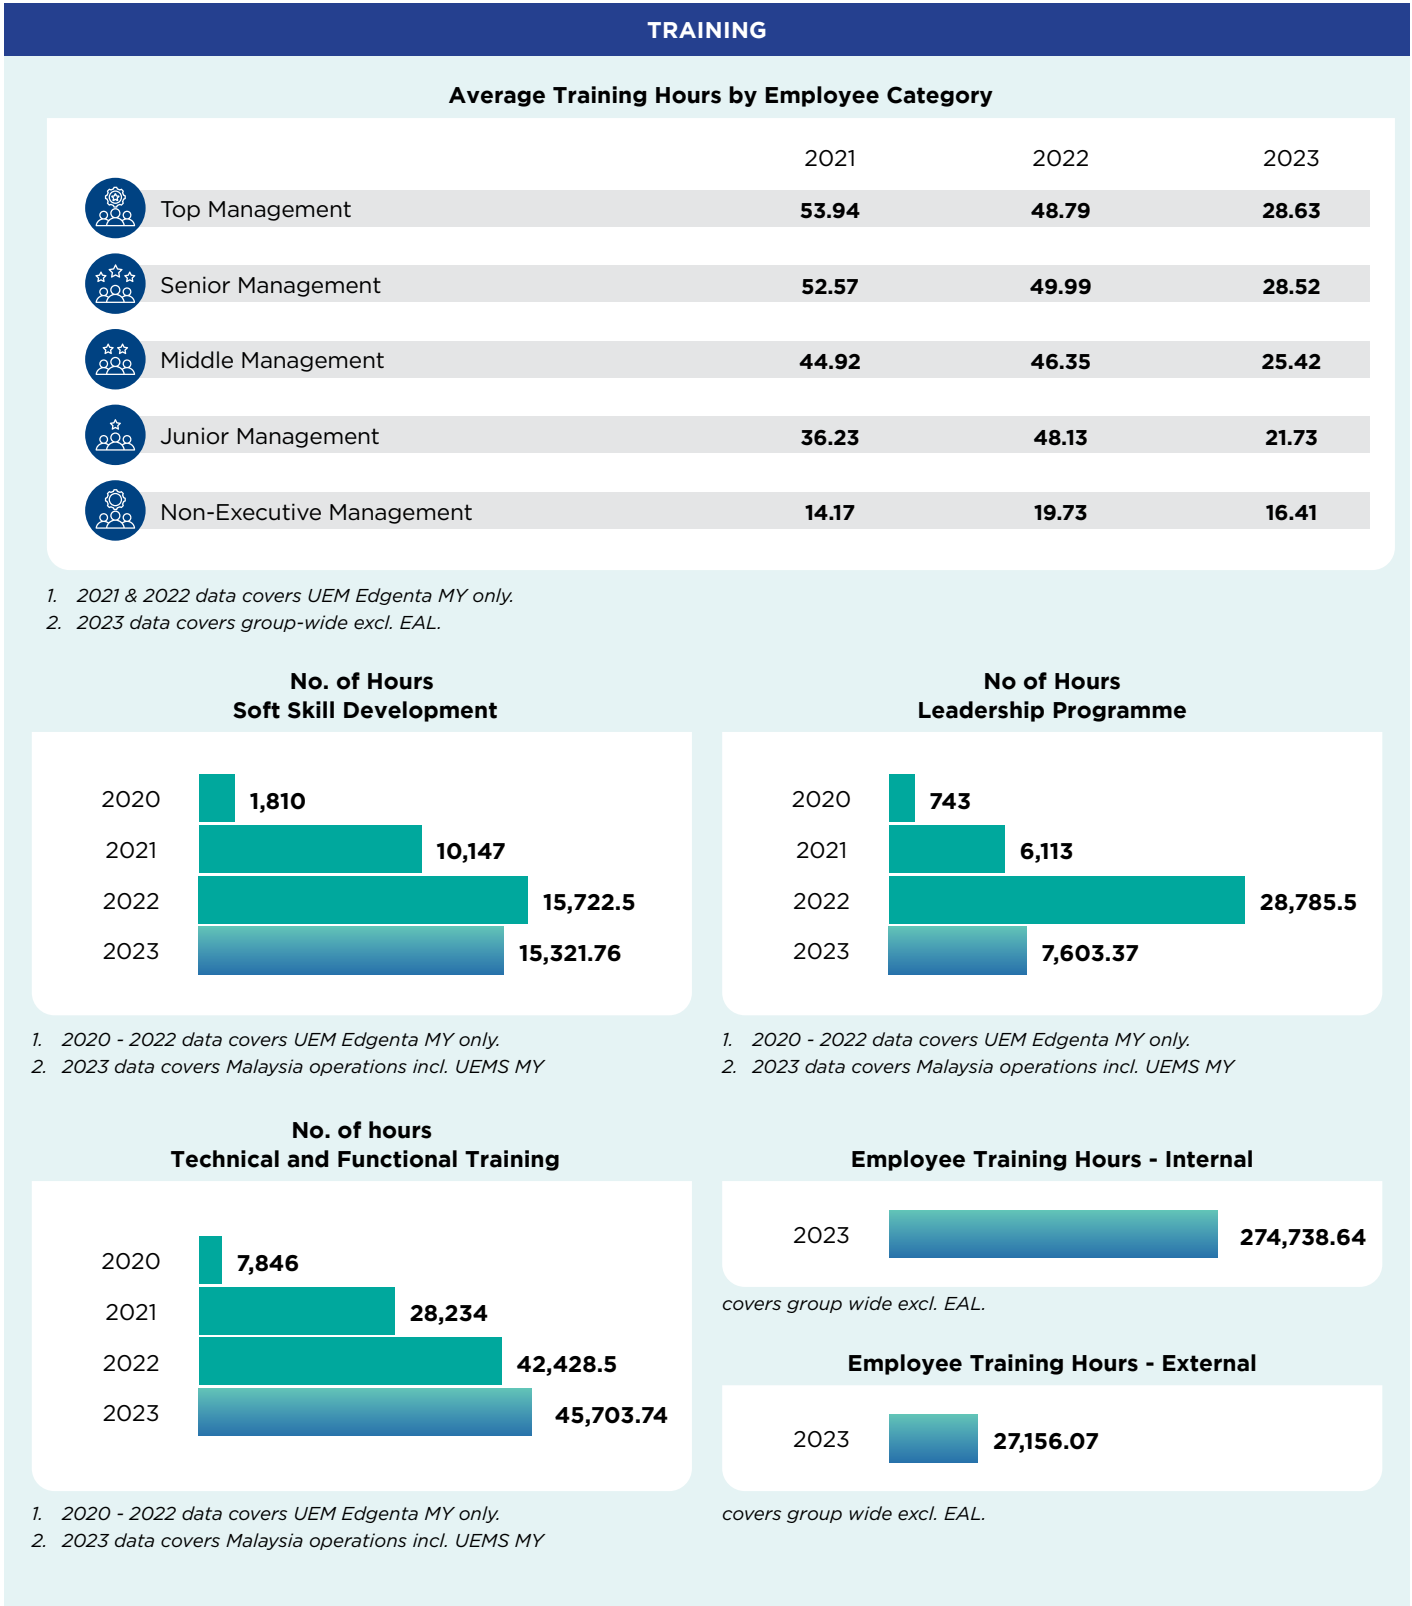 TRAINING
Average Training Hours by Employee Category
2021 2022 2023
Top Management 53.94 48.79 28.63
Senior Management 52.57 49.99 28.52
Middle Management 44.92 46.35 25.42
Junior Management 36.23 48.13 21.73
Non-Executive Management 14.17 19.73 16.41
1. 2021 & 2022 data covers UEM Edgenta MY only.
2. 2023 data covers group-wide excl. EAL.
No. of Hours
Soft Skill Development
2020 1,810
2021 10,147
2022 15,722.5
2023 15,321.76
1. 2020 - 2022 data covers UEM Edgenta MY only.
2. 2023 data covers Malaysia operations incl. UEMS MY
No of Hours
Leadership Programme
2020 743
2021 6,113
2022 28,785.5
2023 7,603.37
1. 2020 - 2022 data covers UEM Edgenta MY only.
2. 2023 data covers Malaysia operations incl. UEMS MY
No. of hours
Technical and Functional Training
2020 7,846
2021 28,234
2022 42,428.5
2023 45,703.74
1. 2020 - 2022 data covers UEM Edgenta MY only.
2. 2023 data covers Malaysia operations incl. UEMS MY
Employee Training Hours - Internal
2023 274,738.64
covers group wide excl. EAL.
Employee Training Hours - External
2023 27,156.07
covers group wide excl. EAL.